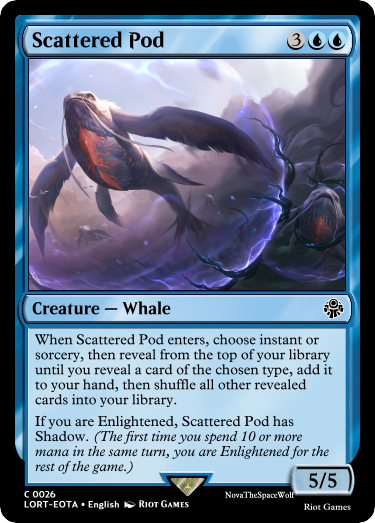 Scattered Pod 3
Creature — Whale
When Scattered Pod enters, choose instant or
sorcery, then reveal from the top of your library
until you reveal a card of the chosen type, add it
to your hand, then shuffle all other revealed
cards into your library.
If you are Enlightened, Scattered Pod has
Shadow. (The first time you spend 10 or more
mana in the same turn, you are Enlightened for the
rest of the game.)
5/5
C 0026
LORT-EOTA • English Riot Games
NovaTheSpaceWolf
Riot Games